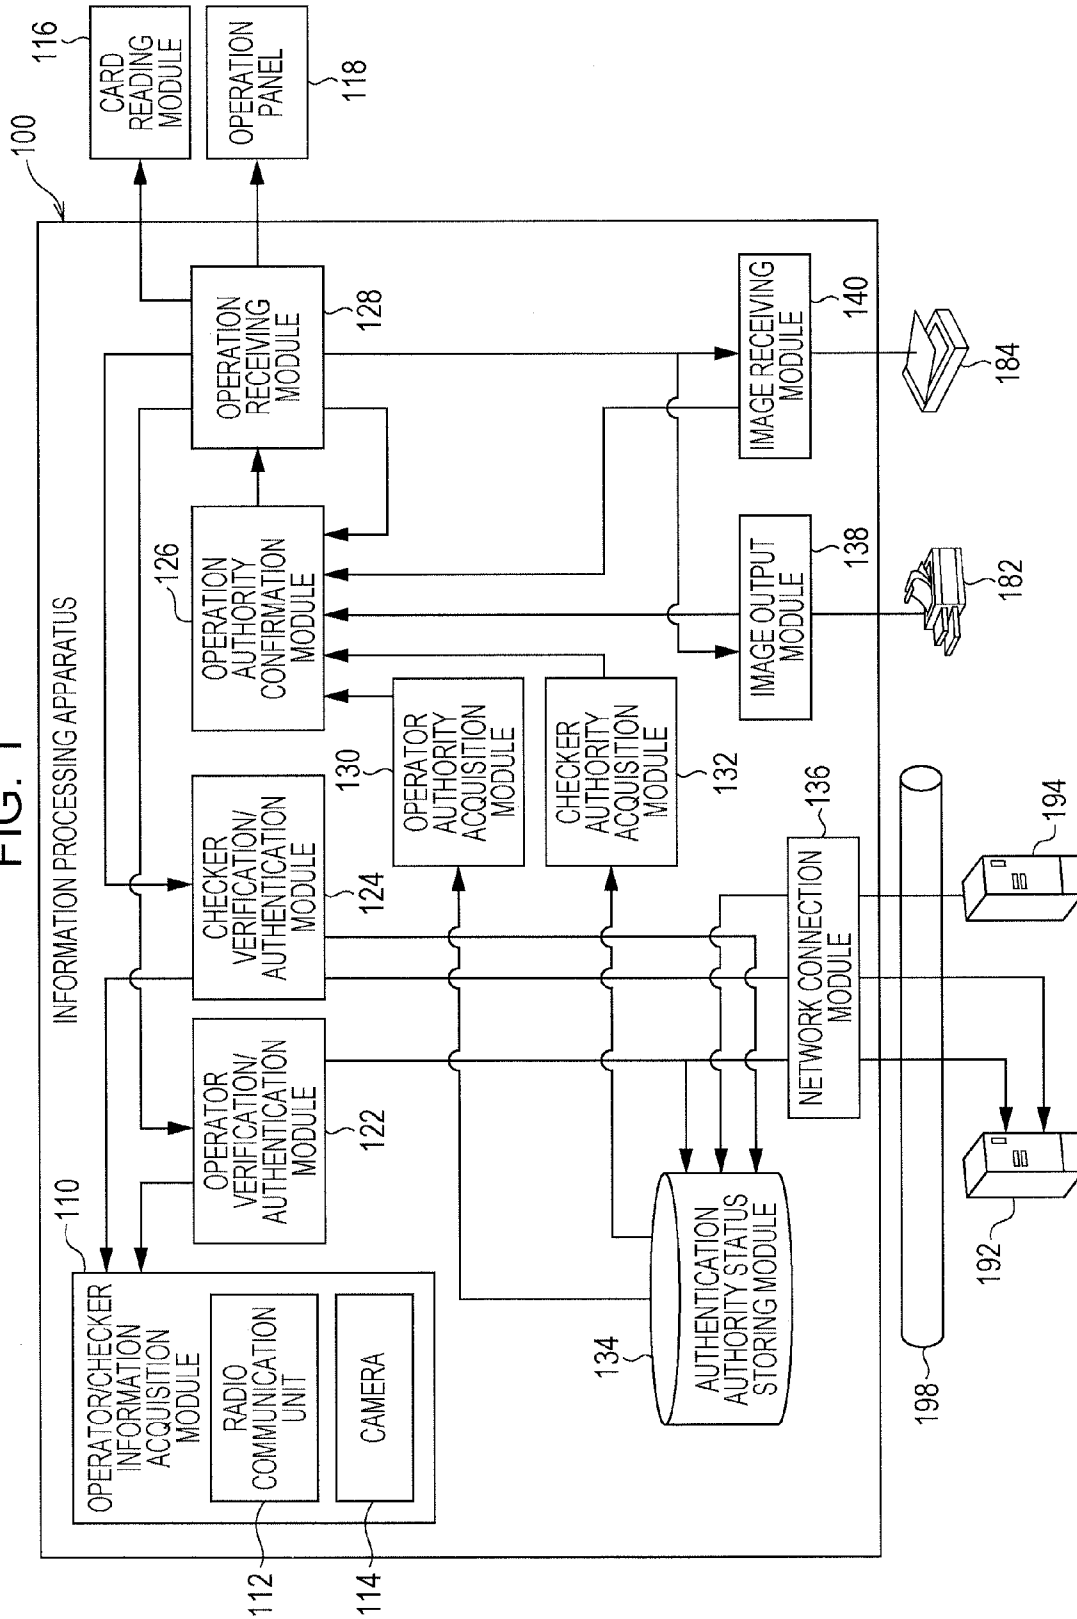 FIG. 1
INFORMATION PROCESSING APPARATUS
100
110
OPERATOR/CHECKER
INFORMATION
ACQUISITION
MODULE
112
RADIO
COMMUNICATION
UNIT
114
CAMERA
OPERATOR
VERIFICATION/
AUTHENTICATION
MODULE
122
CHECKER
VERIFICATION/
AUTHENTICATION
MODULE
124
126
OPERATION
AUTHORITY
CONFIRMATION
MODULE
OPERATION
RECEIVING
MODULE
128
116
CARD
READING
MODULE
OPERATION
PANEL
118
130
OPERATOR
AUTHORITY
ACQUISITION
MODULE
CHECKER
AUTHORITY
ACQUISITION
MODULE
132
134
AUTHENTICATION
AUTHORITY STATUS
STORING MODULE
NETWORK CONNECTION
MODULE
136
IMAGE OUTPUT
MODULE
138
IMAGE RECEIVING
MODULE
140
198
192
194
182
184